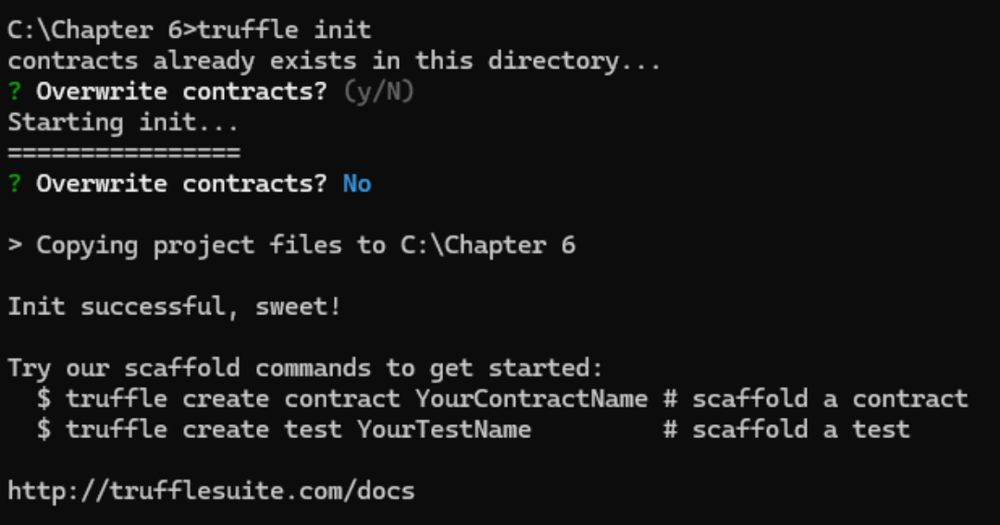 C:\Chapter 6>truffle init
contracts already exists in this directory...
? Overwrite contracts? (y/N)
Starting init...
================
? Overwrite contracts? No
> Copying project files to C:\Chapter 6
Init successful, sweet!
Try our scaffold commands to get started:
  $ truffle create contract YourContractName # scaffold a contract
  $ truffle create test YourTestName         # scaffold a test
http://trufflesuite.com/docs